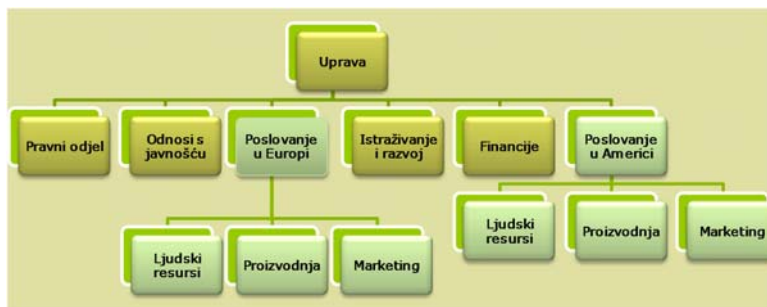 Uprava
Pravni odjel
Odnosi s
javnošću
Poslovanje
u Europi
Istraživanje
i razvoj
Financije
Poslovanje
u Americi
Ljudski
resursi
Proizvodnja
Marketing
Ljudski
resursi
Proizvodnja
Marketing